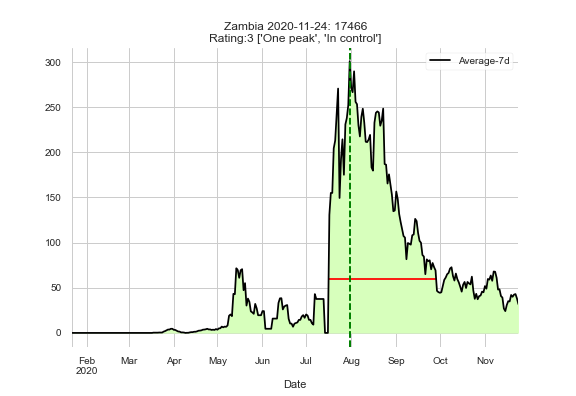 Zambia 2020-11-24: 17466
Rating:3 ['One peak', 'In control']
Average-7d
300
250
200
150
100
50
0
Feb Mar Apr May Jun Jul Aug Sep Oct Nov
2020
Date